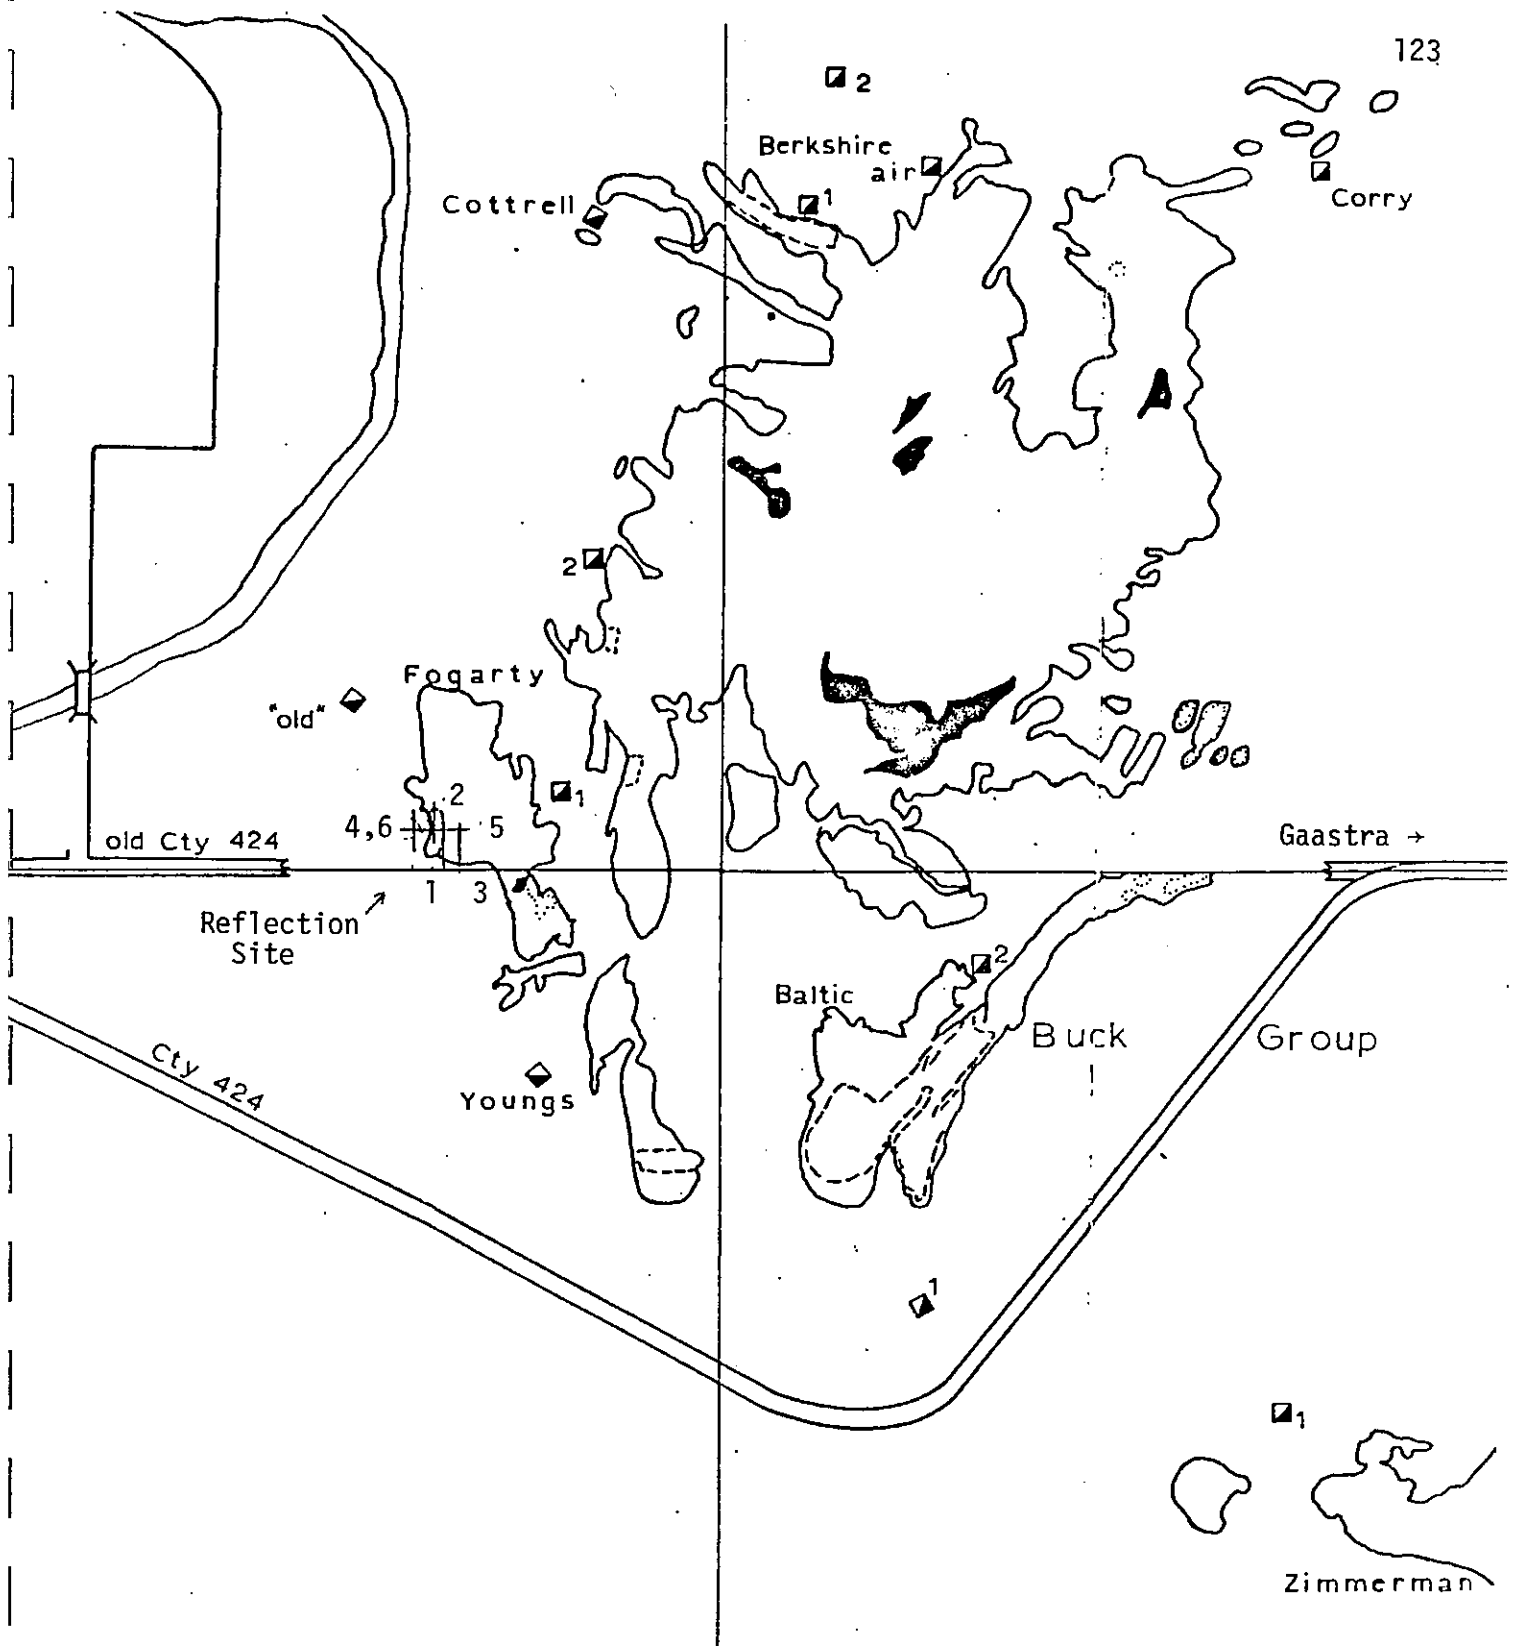 123
2
Berkshire
air
1
Cottrell
Corry
2
Fogarty
"old"
1
2
4,6
5
old Cty 424
Gaastra →
1
3
Reflection
Site
2
Baltic
Buck Group
Cty 424
Youngs
1
1
Zimmerman